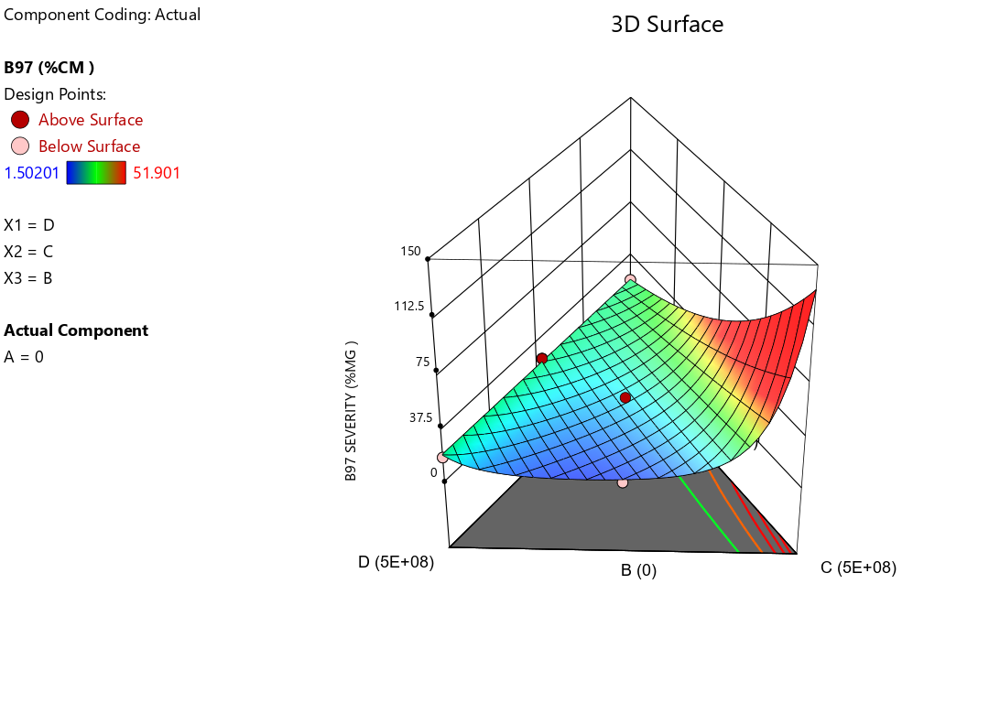 Component Coding: Actual
3D Surface
B97 (%CM )
Design Points:
Above Surface
Below Surface
1.50201 51.901
X1 = D
X2 = C
X3 = B
Actual Component
A = 0
150
112.5
75
37.5
0
B97 SEVERITY (%MG )
D (5E+08)
B (0)
C (5E+08)